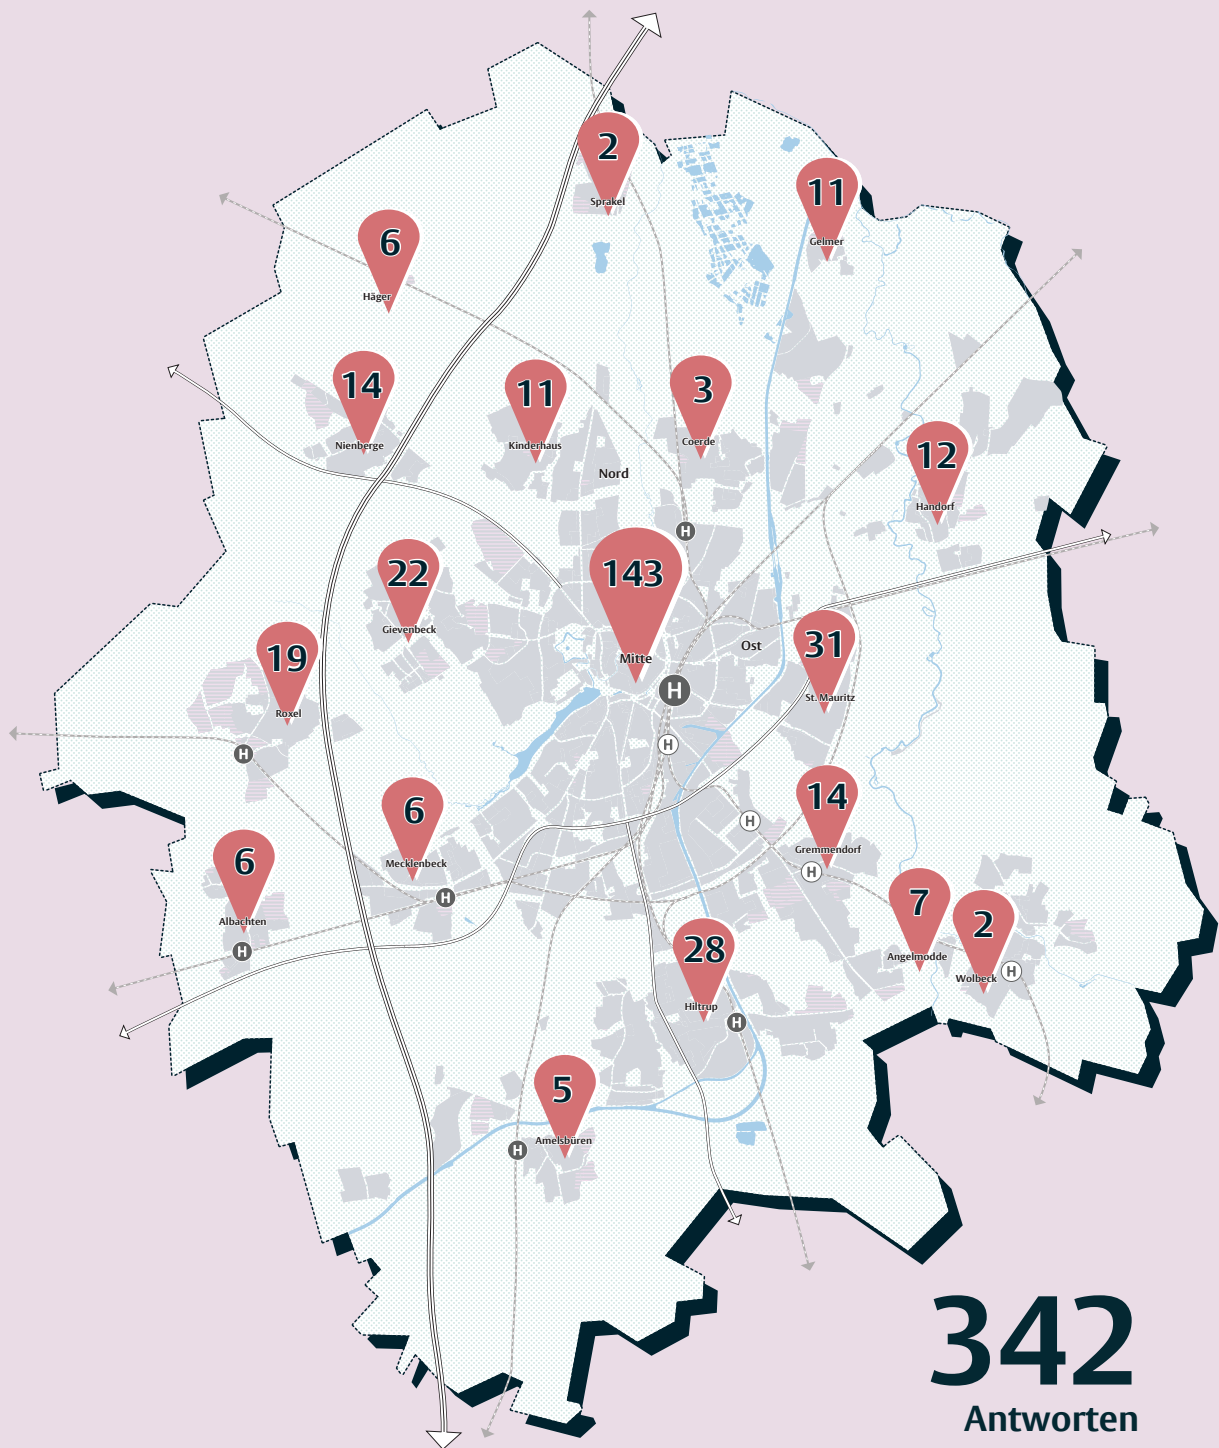 2
Sprakel
11
Gelmer
6
Häger
14
Nienberge
11
Kinderhaus
3
Coerde
Nord
12
Handorf
H
22
Gievenbeck
143
Mitte
Ost
31
St. Mauritz
19
Roxel
H
H
H
H
6
Mecklenbeck
H
14
Gremmendorf
H
6
Albachten
H
7
Angelmodde
2
Wolbeck
H
28
Hiltrup
H
5
Amelsbüren
H
342
Antworten